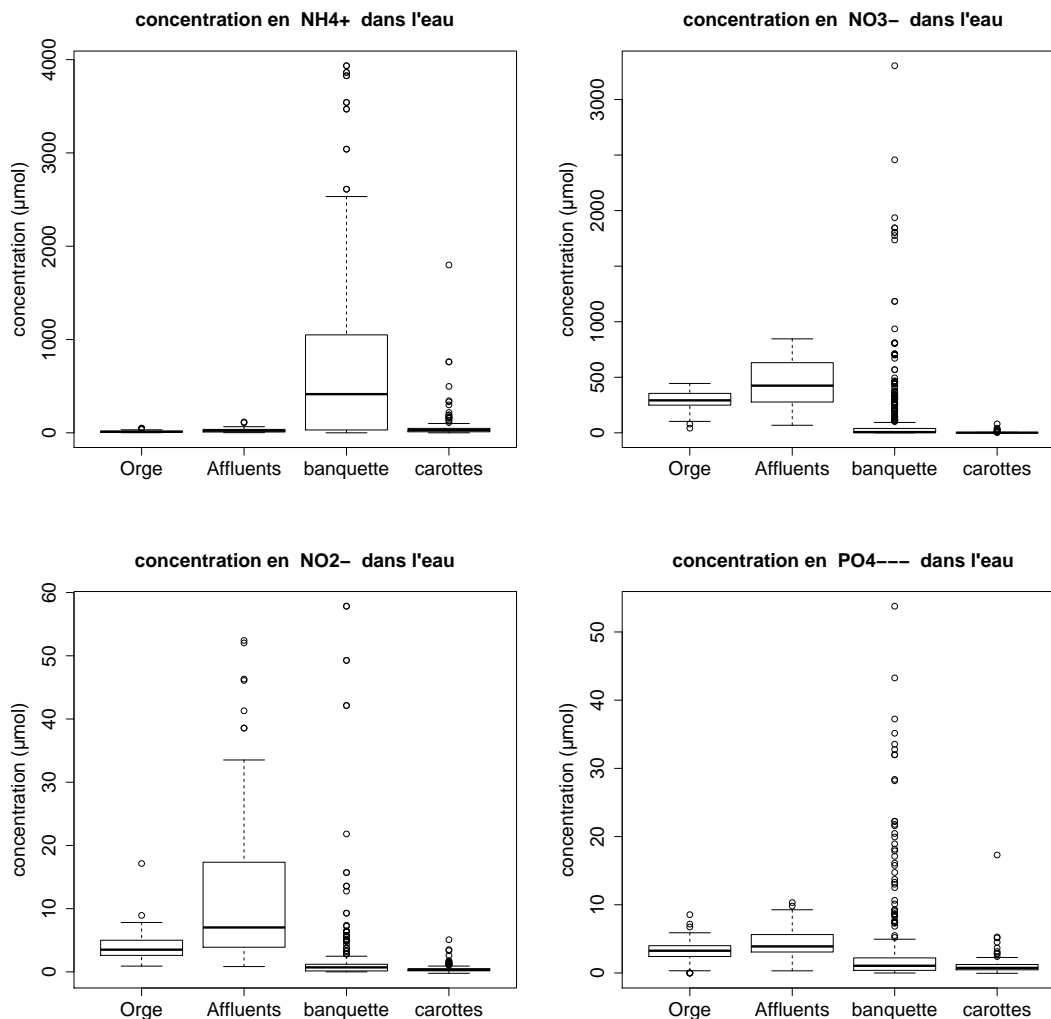 concentration en  NH4+  dans l'eau
concentration (µmol)
4000
3000
2000
1000
0
Orge
Affluents
banquette
carottes
concentration en  NO3−  dans l'eau
concentration (µmol)
3000
2000
1000
500
0
Orge
Affluents
banquette
carottes
concentration en  NO2−  dans l'eau
concentration (µmol)
60
50
40
30
20
10
0
Orge
Affluents
banquette
carottes
concentration en  PO4−−−  dans l'eau
concentration (µmol)
50
40
30
20
10
0
Orge
Affluents
banquette
carottes